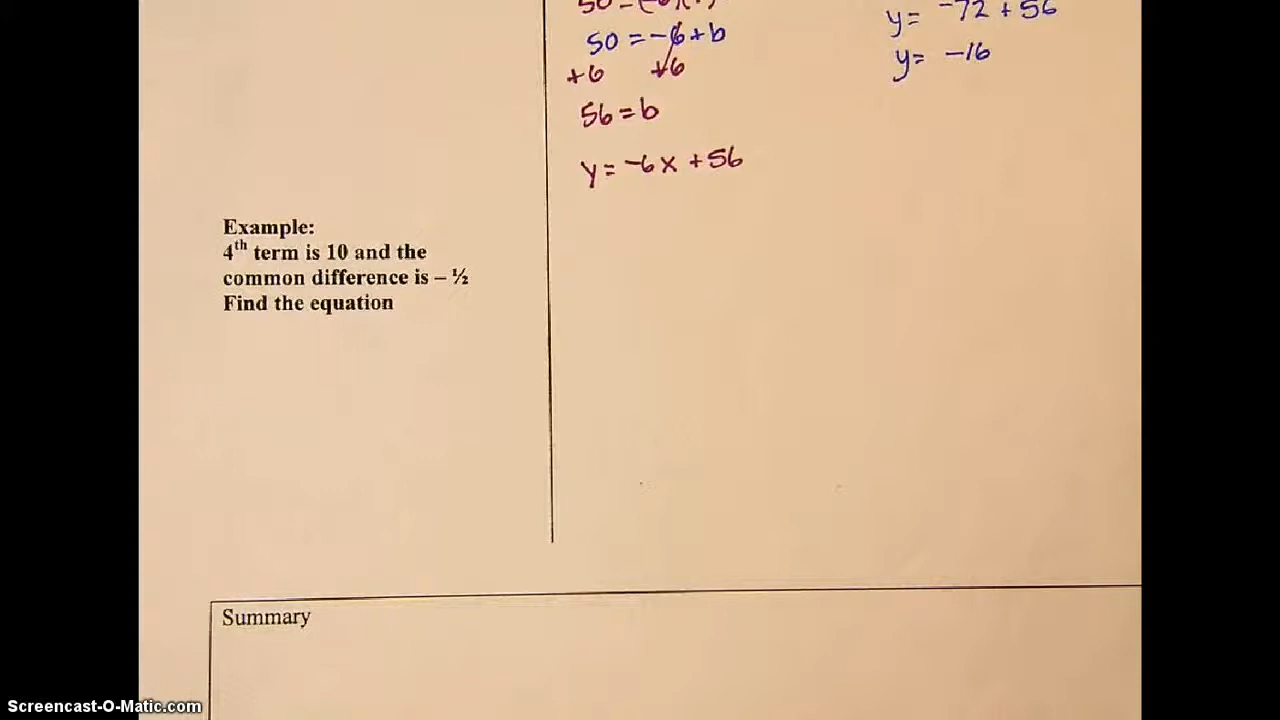 50 = −6 + b
+6 +6
56 = b
y = −6x + 56
y = −72 + 56
y = −16
Example:
4th term is 10 and the
common difference is – ½
Find the equation
Summary
Screencast-O-Matic.com